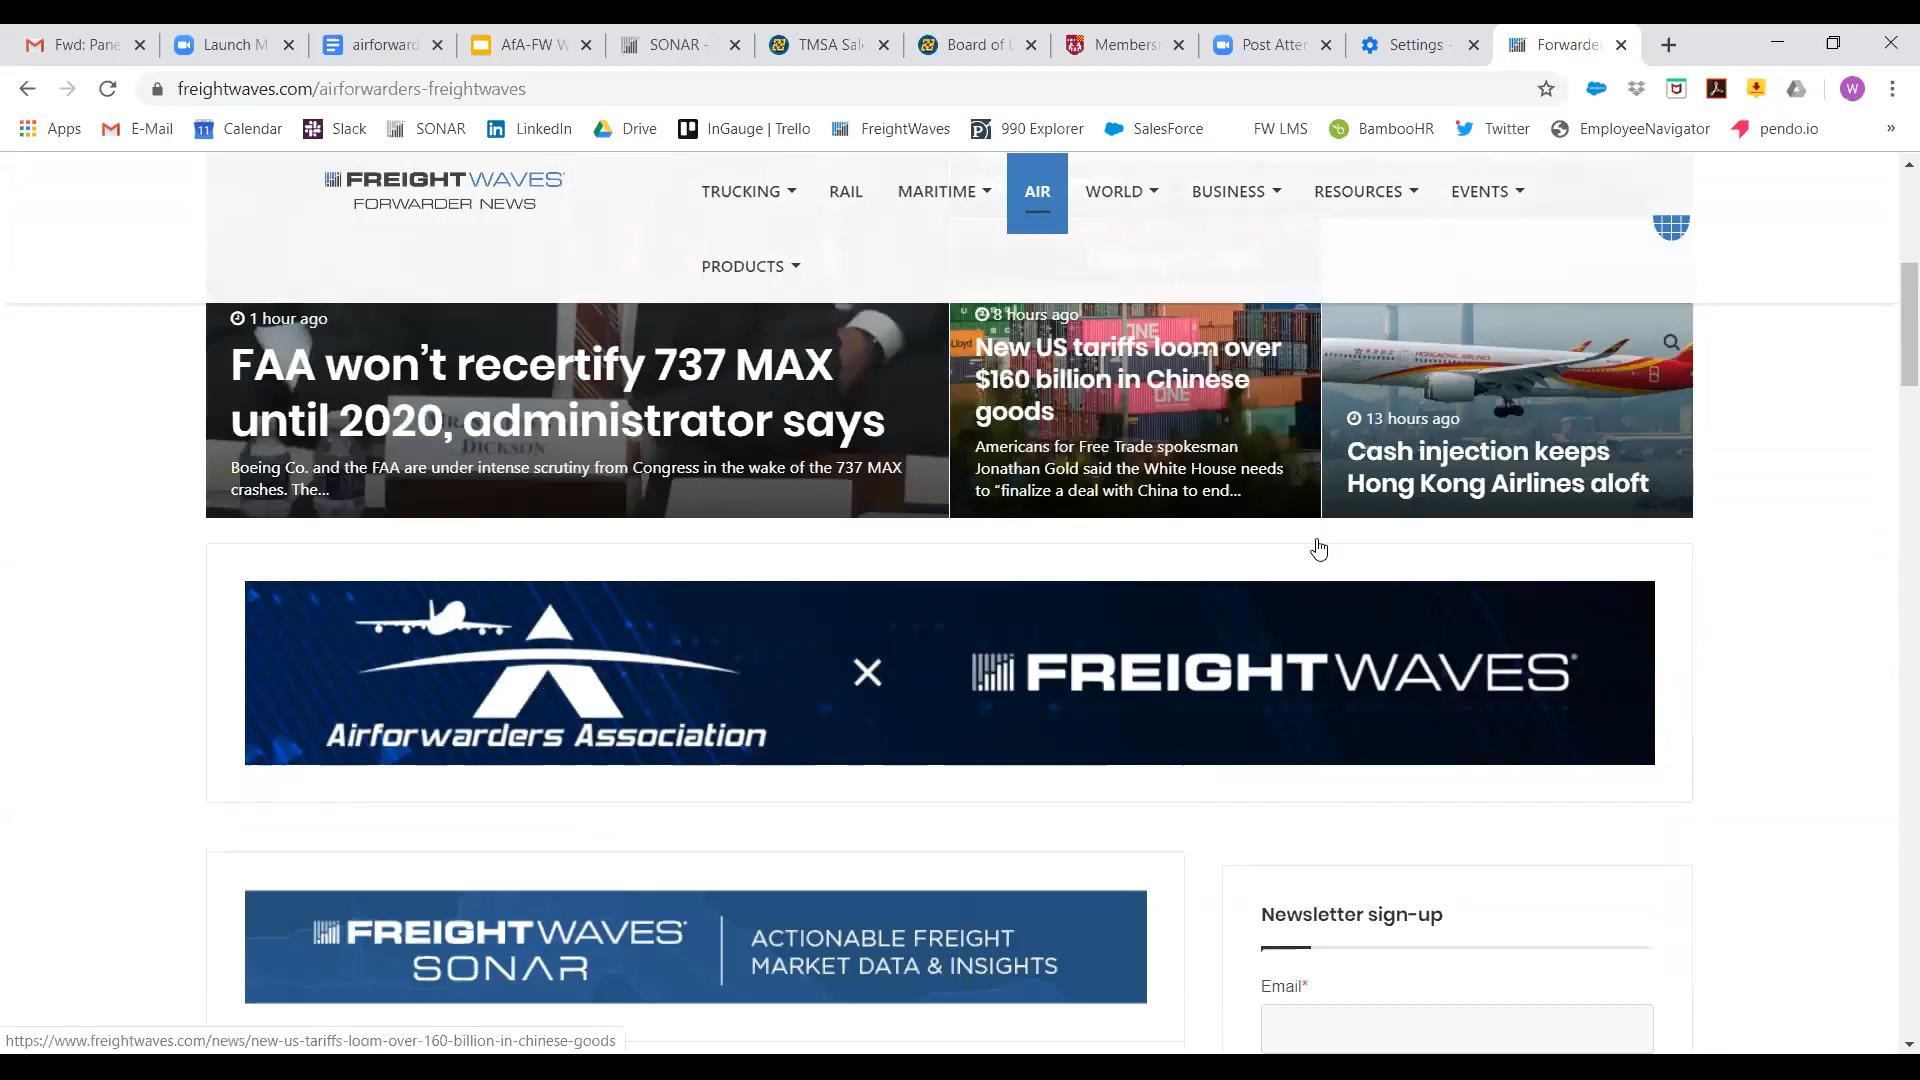 Fwd: Pane
Launch M
airforward
AfA-FW W
SONAR -
TMSA Sal
Board of
Members
Post Atter
Settings -
Forwarde
freightwaves.com/airforwarders-freightwaves
W
Apps
E-Mail
11
Calendar
Slack
SONAR
LinkedIn
Drive
InGauge | Trello
FreightWaves
990 Explorer
SalesForce
FW LMS
BambooHR
Twitter
EmployeeNavigator
pendo.io
»
FREIGHTWAVES
FORWARDER NEWS
TRUCKING
RAIL
MARITIME
AIR
WORLD
BUSINESS
RESOURCES
EVENTS
PRODUCTS
1 hour ago
FAA won’t recertify 737 MAX
until 2020, administrator says
DICKSON
Boeing Co. and the FAA are under intense scrutiny from Congress in the wake of the 737 MAX
crashes. The...
8 hours ago
New US tariffs loom over
$160 billion in Chinese
goods
ONE
ONE
Lloyd
Americans for Free Trade spokesman
Jonathan Gold said the White House needs
to “finalize a deal with China to end...
HONGKONG AIRLINES
13 hours ago
Cash injection keeps
Hong Kong Airlines aloft
Airforwarders Association
X
FREIGHTWAVES
FREIGHTWAVES
SONAR
ACTIONABLE FREIGHT
MARKET DATA & INSIGHTS
Newsletter sign-up
Email*
https://www.freightwaves.com/news/new-us-tariffs-loom-over-160-billion-in-chinese-goods